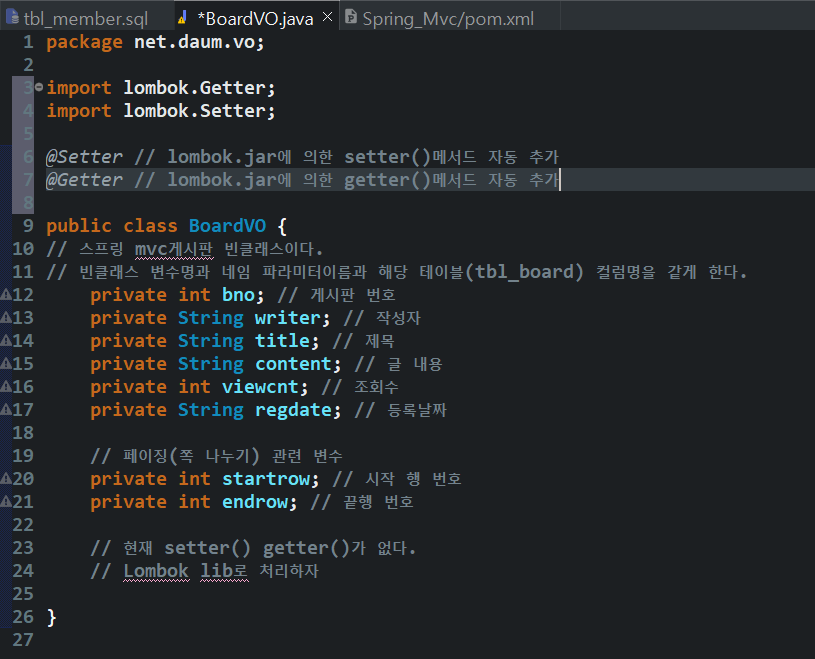 tbl_member.sql *BoardVO.java Spring_Mvc/pom.xml
1 package net.daum.vo;
2
3 import lombok.Getter;
4 import lombok.Setter;
5
6 @Setter // lombok.jar에 의한 setter()메서드 자동 추가
7 @Getter // lombok.jar에 의한 getter()메서드 자동 추가
8
9 public class BoardVO {
10 // 스프링 mvc게시판 빈클래스이다.
11 // 빈클래스 변수명과 네임 파라미터이름과 해당 테이블(tbl_board) 컬럼명을 같게 한다.
12 private int bno; // 게시판 번호
13 private String writer; // 작성자
14 private String title; // 제목
15 private String content; // 글 내용
16 private int viewcnt; // 조회수
17 private String regdate; // 등록날짜
18
19 // 페이징(쪽 나누기) 관련 변수
20 private int startrow; // 시작 행 번호
21 private int endrow; // 끝행 번호
22
23 // 현재 setter() getter()가 없다.
24 // Lombok lib로 처리하자
25
26 }
27